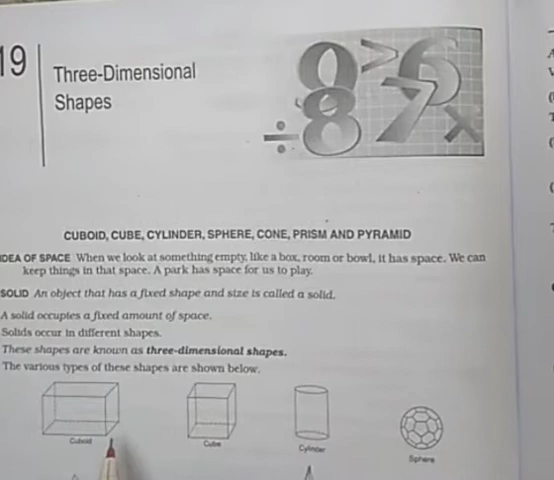 19
Three-Dimensional
Shapes
9 > 6
÷ 8 7 x
CUBOID, CUBE, CYLINDER, SPHERE, CONE, PRISM AND PYRAMID
IDEA OF SPACE When we look at something empty, like a box, room or bowl, it has space. We can
keep things in that space. A park has space for us to play.
SOLID An object that has a fixed shape and size is called a solid.
A solid occupies a fixed amount of space.
Solids occur in different shapes.
These shapes are known as three-dimensional shapes.
The various types of these shapes are shown below.
Cuboid
Cube
Cylinder
Sphere